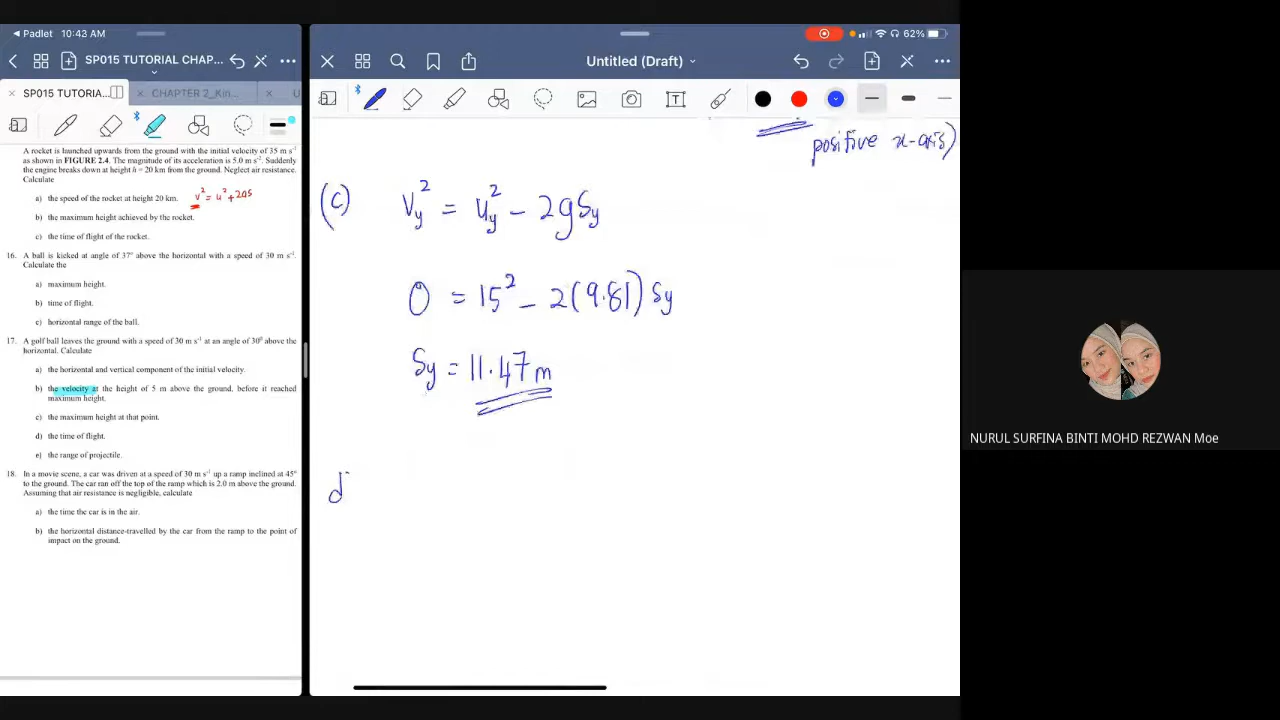 Padlet 10:43 AM
62%
SP015 TUTORIAL CHAP...
Untitled (Draft)
SP015 TUTORIA...
CHAPTER 2_Kin...
A rocket is launched upwards from the ground with the initial velocity of 35 m s⁻¹
as shown in FIGURE 2.4. The magnitude of its acceleration is 5.0 m s⁻². Suddenly
the engine breaks down at height h = 20 km from the ground. Neglect air resistance.
Calculate
a) the speed of the rocket at height 20 km. v² = u² + 2as
b) the maximum height achieved by the rocket.
c) the time of flight of the rocket.
16. A ball is kicked at angle of 37° above the horizontal with a speed of 30 m s⁻¹.
Calculate the
a) maximum height.
b) time of flight.
c) horizontal range of the ball.
17. A golf ball leaves the ground with a speed of 30 m s⁻¹ at an angle of 30⁰ above the
horizontal. Calculate
a) the horizontal and vertical component of the initial velocity.
b) the velocity at the height of 5 m above the ground, before it reached
maximum height.
c) the maximum height at that point.
d) the time of flight.
e) the range of projectile.
18. In a movie scene, a car was driven at a speed of 30 m s⁻¹ up a ramp inclined at 45°
to the ground. The car ran off the top of the ramp which is 2.0 m above the ground.
Assuming that air resistance is negligible, calculate
a) the time the car is in the air.
b) the horizontal distance-travelled by the car from the ramp to the point of
impact on the ground.
positive x-axis)
(c) Vy² = uy² - 2gSy
0 = 15² - 2(9.81) Sy
Sy = 11.47 m
d
NURUL SURFINA BINTI MOHD REZWAN Moe